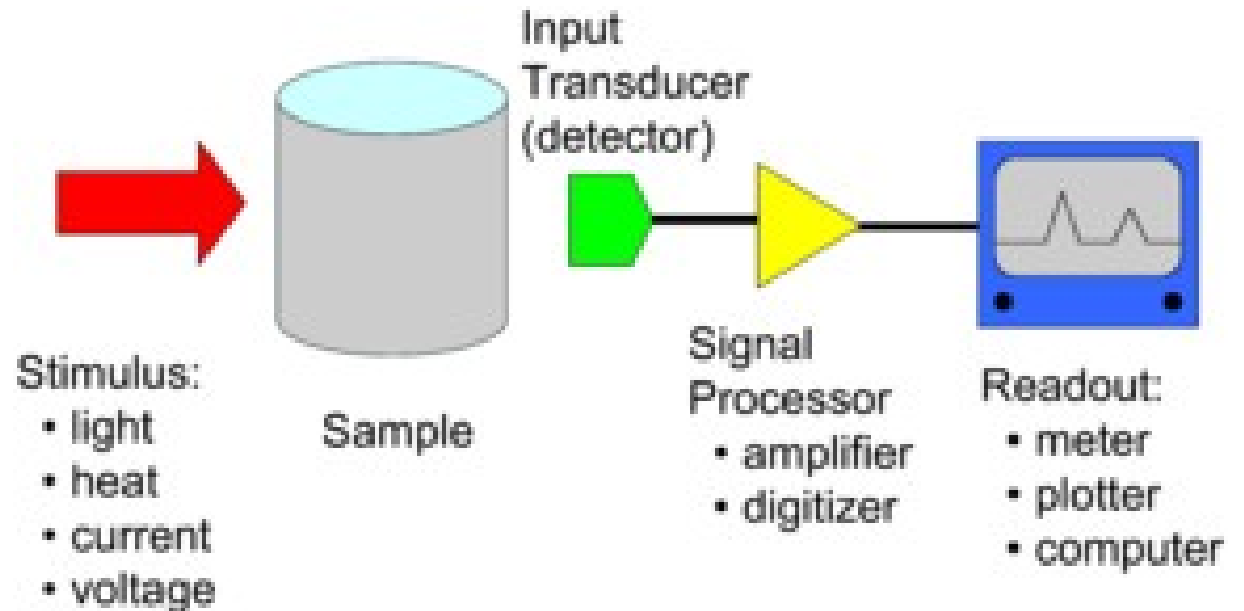 Input
Transducer
(detector)
Stimulus:
• light
• heat
• current
• voltage
Sample
Signal
Processor
• amplifier
• digitizer
Readout:
• meter
• plotter
• computer